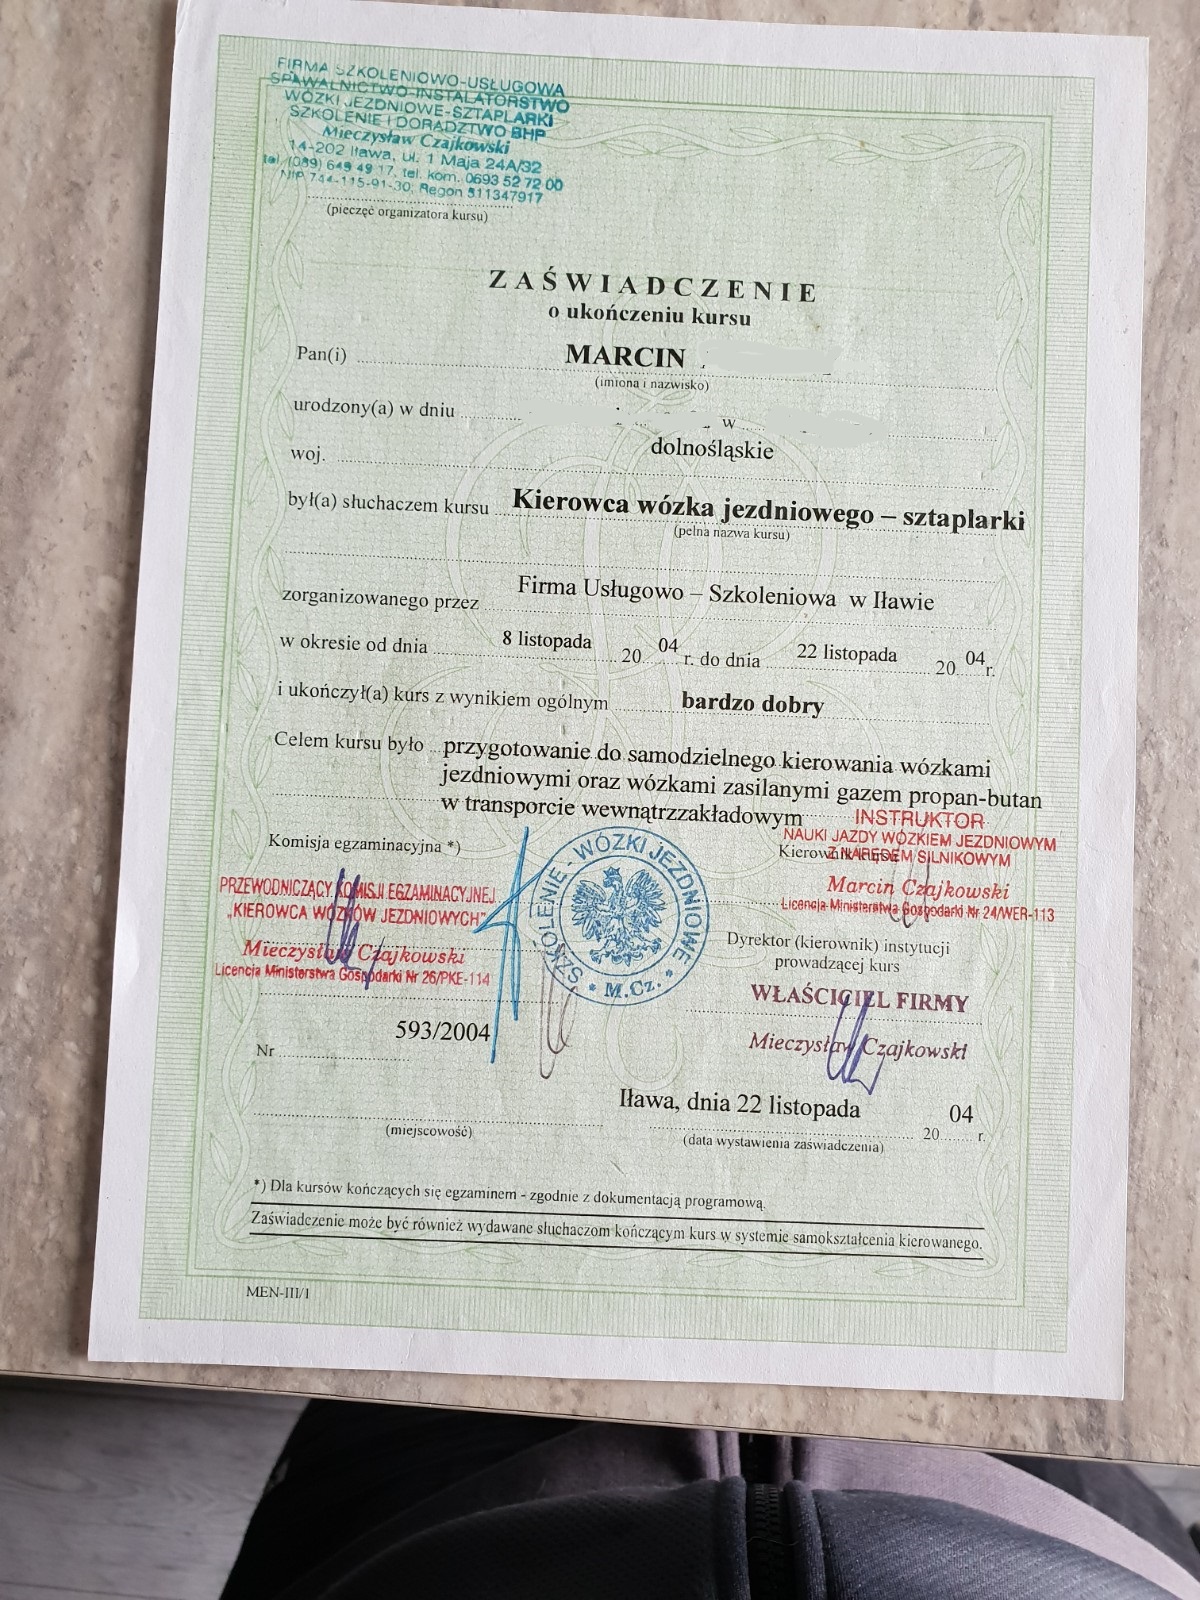 FIRMA SZKOLENIOWO-USŁUGOWA
SPAWALNICTWO-INSTALATORSTWO
WÓZKI JEZDNIOWE-SZTAPLARKI
SZKOLENIE I DORADZTWO BHP
Mieczysław Czajkowski
14-202 Iława, ul. 1 Maja 24A/32
tel. (089) 649 49 17, tel. kom. 0693 52 72 00
NIP 744-115-91-30, Regon 511347917
(pieczęć organizatora kursu)
ZAŚWIADCZENIE
o ukończeniu kursu
Pan(i) MARCIN
(imiona i nazwisko)
urodzony(a) w dniu w
woj. dolnośląskie
był(a) słuchaczem kursu Kierowca wózka jezdniowego – sztaplarki
(pełna nazwa kursu)
zorganizowanego przez Firma Usługowo – Szkoleniowa w Iławie
w okresie od dnia 8 listopada 20 04 r. do dnia 22 listopada 20 04 r.
i ukończył(a) kurs z wynikiem ogólnym bardzo dobry
Celem kursu było przygotowanie do samodzielnego kierowania wózkami
jezdniowymi oraz wózkami zasilanymi gazem propan-butan
w transporcie wewnątrzzakładowym
Komisja egzaminacyjna *)
PRZEWODNICZĄCY KOMISJI EGZAMINACYJNEJ
„KIEROWCA WÓZKÓW JEZDNIOWYCH"
Mieczysław Czajkowski
Licencja Ministerstwa Gospodarki Nr 26/PKE-114
SZKOLENIE - WÓZKI JEZDNIOWE * M.Cz. *
INSTRUKTOR
NAUKI JAZDY WÓZKIEM JEZDNIOWYM
Z NAPĘDEM SILNIKOWYM
Marcin Czajkowski
Licencja Ministerstwa Gospodarki Nr 24/WER-113
Dyrektor (kierownik) instytucji
prowadzącej kurs
WŁAŚCICIEL FIRMY
Mieczysław Czajkowski
Nr 593/2004
Iława, dnia 22 listopada 20 04 r.
(miejscowość)
(data wystawienia zaświadczenia)
*) Dla kursów kończących się egzaminem - zgodnie z dokumentacją programową.
Zaświadczenie może być również wydawane słuchaczom kończącym kurs w systemie samokształcenia kierowanego.
MEN-III/1